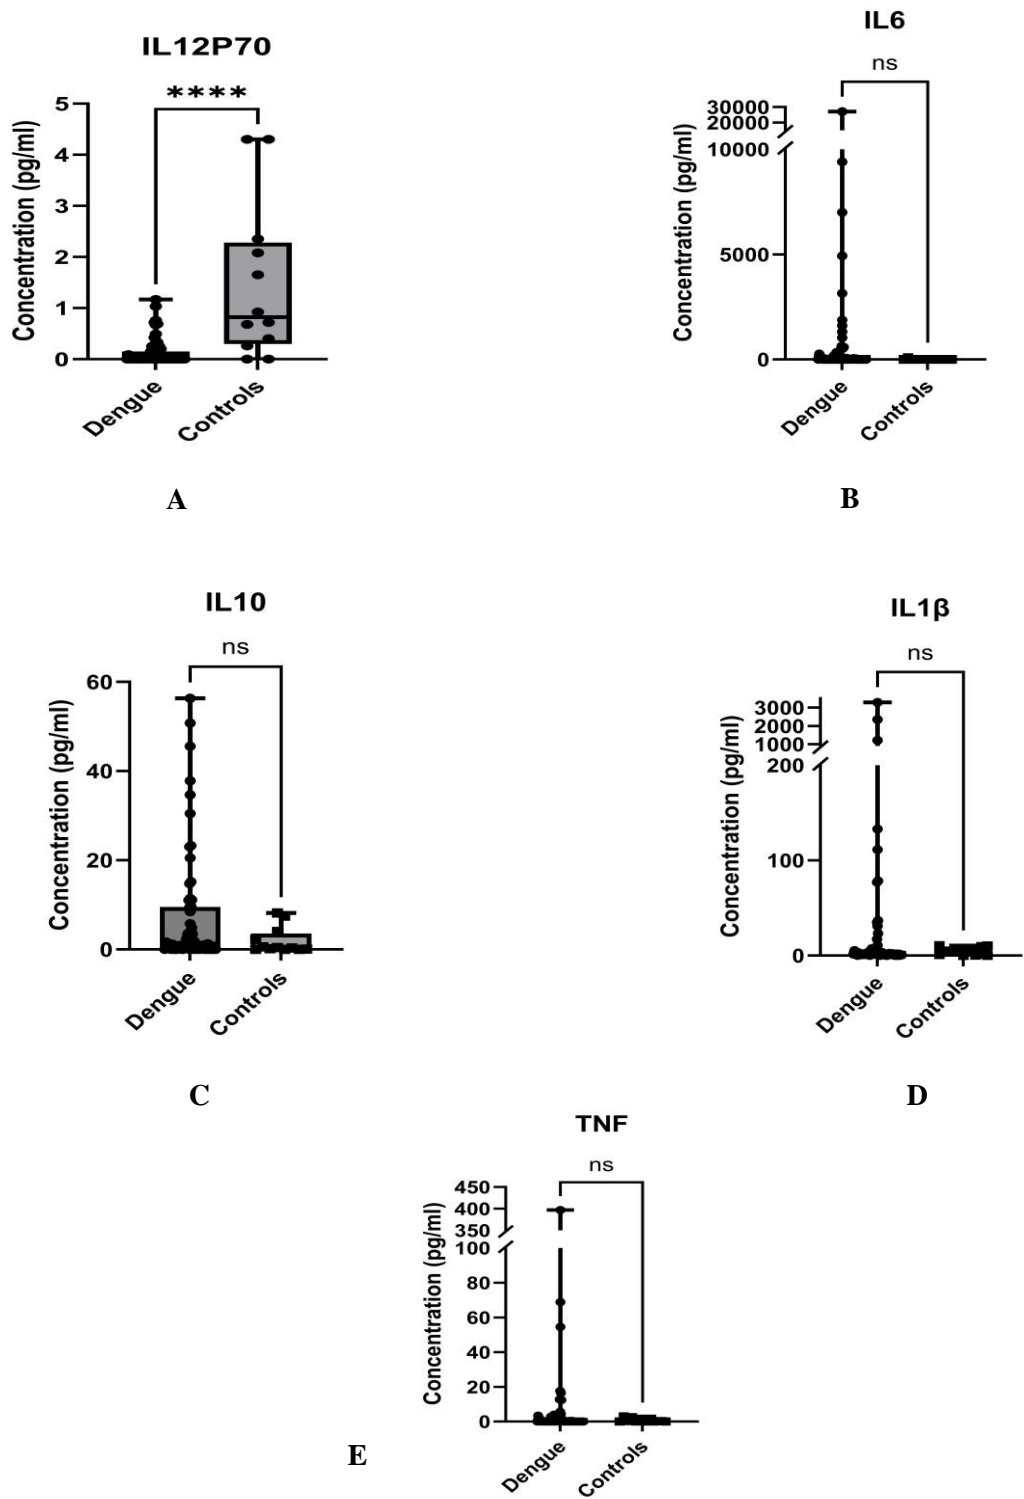 IL12P70
****
Concentration (pg/ml)
5
4
3
2
1
0
Dengue
Controls
A
IL6
ns
Concentration (pg/ml)
30000
20000
10000
5000
0
Dengue
Controls
B
IL10
ns
Concentration (pg/ml)
60
40
20
0
Dengue
Controls
C
IL1β
ns
Concentration (pg/ml)
3000
2000
1000
200
100
0
Dengue
Controls
D
TNF
ns
Concentration (pg/ml)
450
400
350
100
80
60
40
20
0
Dengue
Controls
E